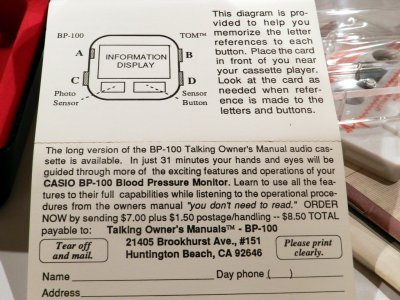 This diagram is pro-
vided to help you
memorize the letter
references to each
button. Place the card
in front of you near
your cassette player.
Look at the card as
needed when refer-
ence is made to the
letters and buttons.
BP-100
TOM™
A
B
INFORMATION
DISPLAY
C
D
Photo
Sensor
Sensor
Button
The long version of the BP-100 Talking Owner's Manual audio cas-
sette is available. In just 31 minutes your hands and eyes will be
guided through more of the exciting features and operations of your
CASIO BP-100 Blood Pressure Monitor. Learn to use all the fea-
tures to their full capabilities while listening to the operational proce-
dures from the owners manual "you don't need to read." ORDER
NOW by sending $7.00 plus $1.50 postage/handling -- $8.50 TOTAL
payable to: Talking Owner's Manuals™ - BP-100
21405 Brookhurst Ave., #151
Huntington Beach, CA 92646
Tear off
and mail.
Please print
clearly.
Name
Day phone ( )
Address